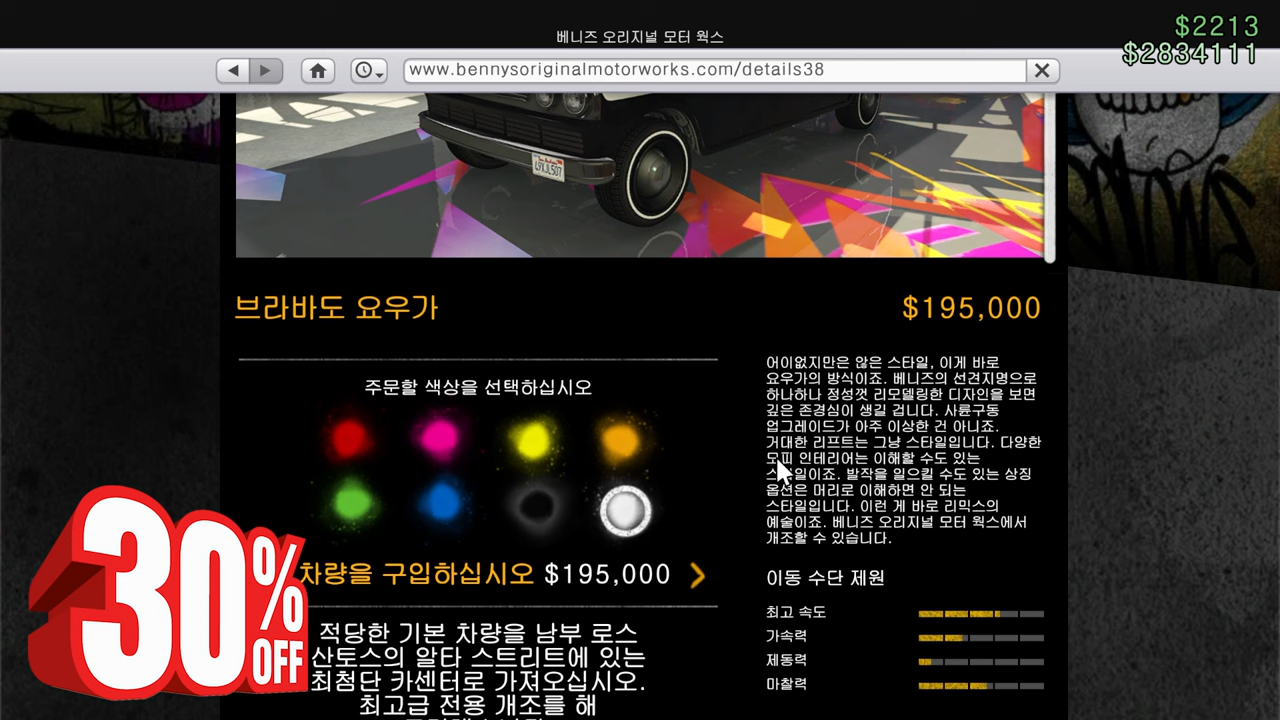 $2213
베니즈 오리지널 모터 웍스
$2834111
www.bennysoriginalmotorworks.com/details38
브라바도 요우가
$195,000
주문할 색상을 선택하십시오
차량을 구입하십시오 $195,000
적당한 기본 차량을 남부 로스
산토스의 알타 스트리트에 있는
최첨단 카센터로 가져오십시오.
최고급 전용 개조를 해
어이없지만은 않은 스타일, 이게 바로
요우가의 방식이죠. 베니즈의 선견지명으로
하나하나 정성껏 리모델링한 디자인을 보면
깊은 존경심이 생길 겁니다. 사륜구동
업그레이드가 아주 이상한 건 아니죠.
거대한 리프트는 그냥 스타일입니다. 다양한
모피 인테리어는 이해할 수도 있는
스타일이죠. 발작을 일으킬 수도 있는 상징
옵션은 머리로 이해하면 안 되는
스타일입니다. 이런 게 바로 리믹스의
예술이죠. 베니즈 오리지널 모터 웍스에서
개조할 수 있습니다.
이동 수단 제원
최고 속도
가속력
제동력
마찰력
30%
OFF